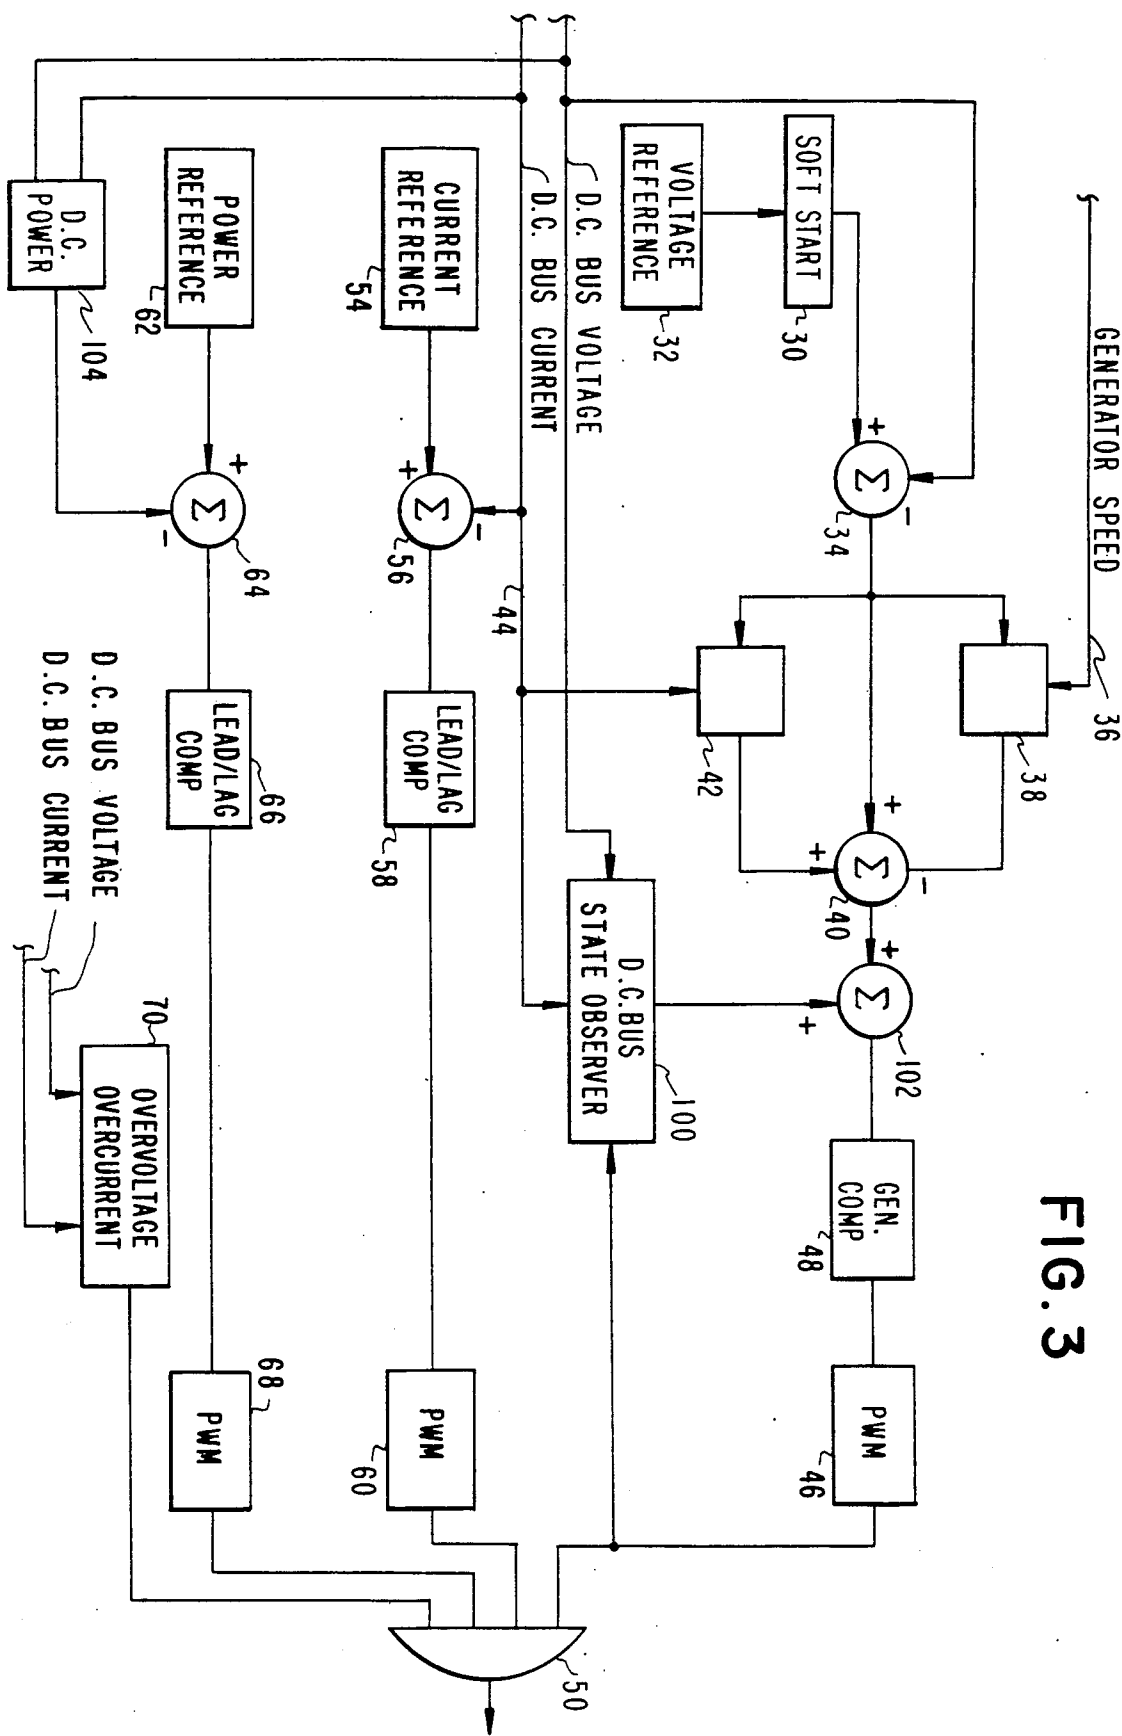 FIG. 3
GENERATOR SPEED
36
38
SOFT START
30
VOLTAGE
REFERENCE
32
+
-
Σ
34
42
+
+
-
Σ
40
+
+
Σ
102
GEN.
COMP
48
PWM
46
D.C. BUS VOLTAGE
D.C. BUS CURRENT
44
D.C. BUS
STATE OBSERVER
100
CURRENT
REFERENCE
54
+
-
Σ
56
LEAD/LAG
COMP
58
PWM
60
50
POWER
REFERENCE
62
+
-
Σ
64
LEAD/LAG
COMP
66
PWM
68
D.C.
POWER
104
D.C. BUS VOLTAGE
D.C. BUS CURRENT
70
OVERVOLTAGE
OVERCURRENT